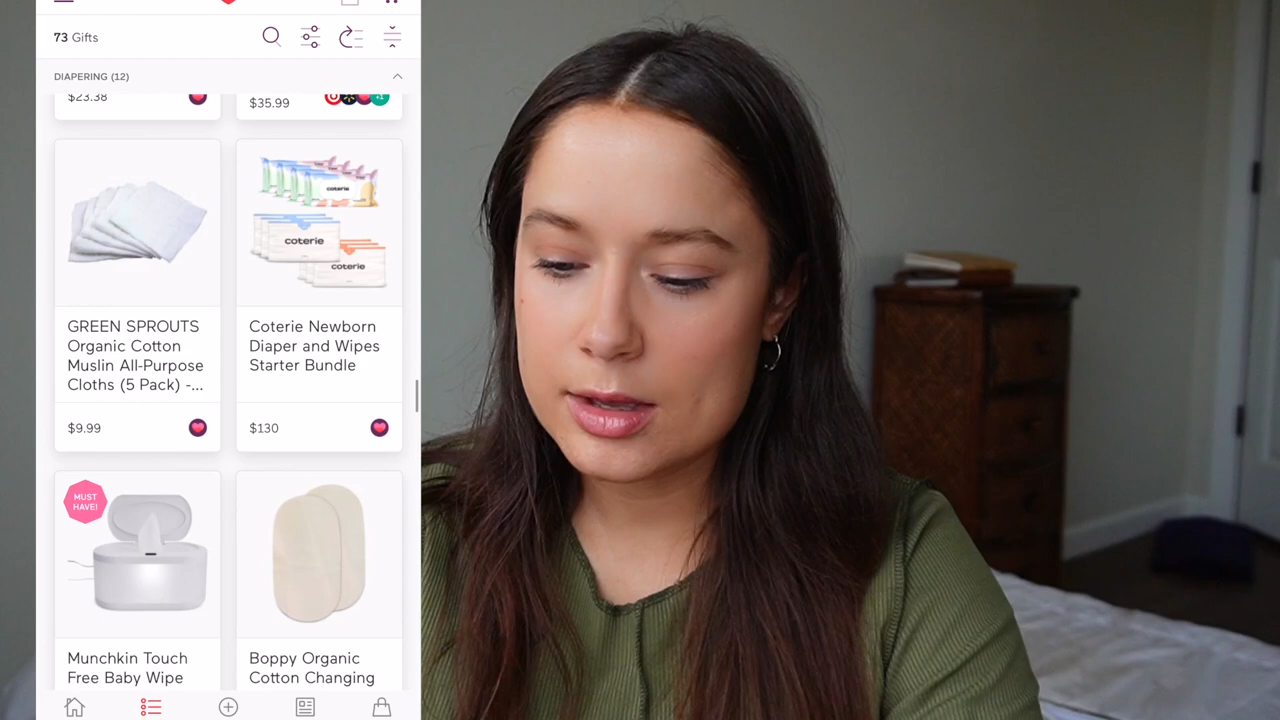 73 Gifts
DIAPERING (12)
$23.38
$35.99
+1
coterie
coterie
coterie
GREEN SPROUTS
Organic Cotton
Muslin All-Purpose
Cloths (5 Pack) -...
Coterie Newborn
Diaper and Wipes
Starter Bundle
$9.99
$130
MUST
HAVE!
Munchkin Touch
Free Baby Wipe
Boppy Organic
Cotton Changing